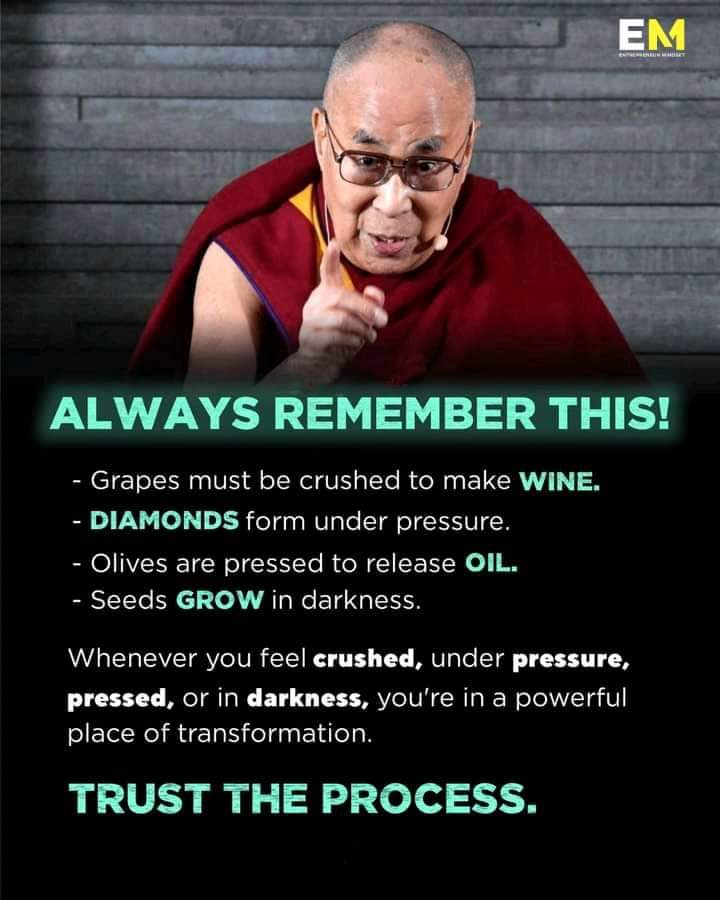 EM
ENTREPRENEUR MINDSET
ALWAYS REMEMBER THIS!
- Grapes must be crushed to make WINE.
- DIAMONDS form under pressure.
- Olives are pressed to release OIL.
- Seeds GROW in darkness.
Whenever you feel crushed, under pressure,
pressed, or in darkness, you're in a powerful
place of transformation.
TRUST THE PROCESS.